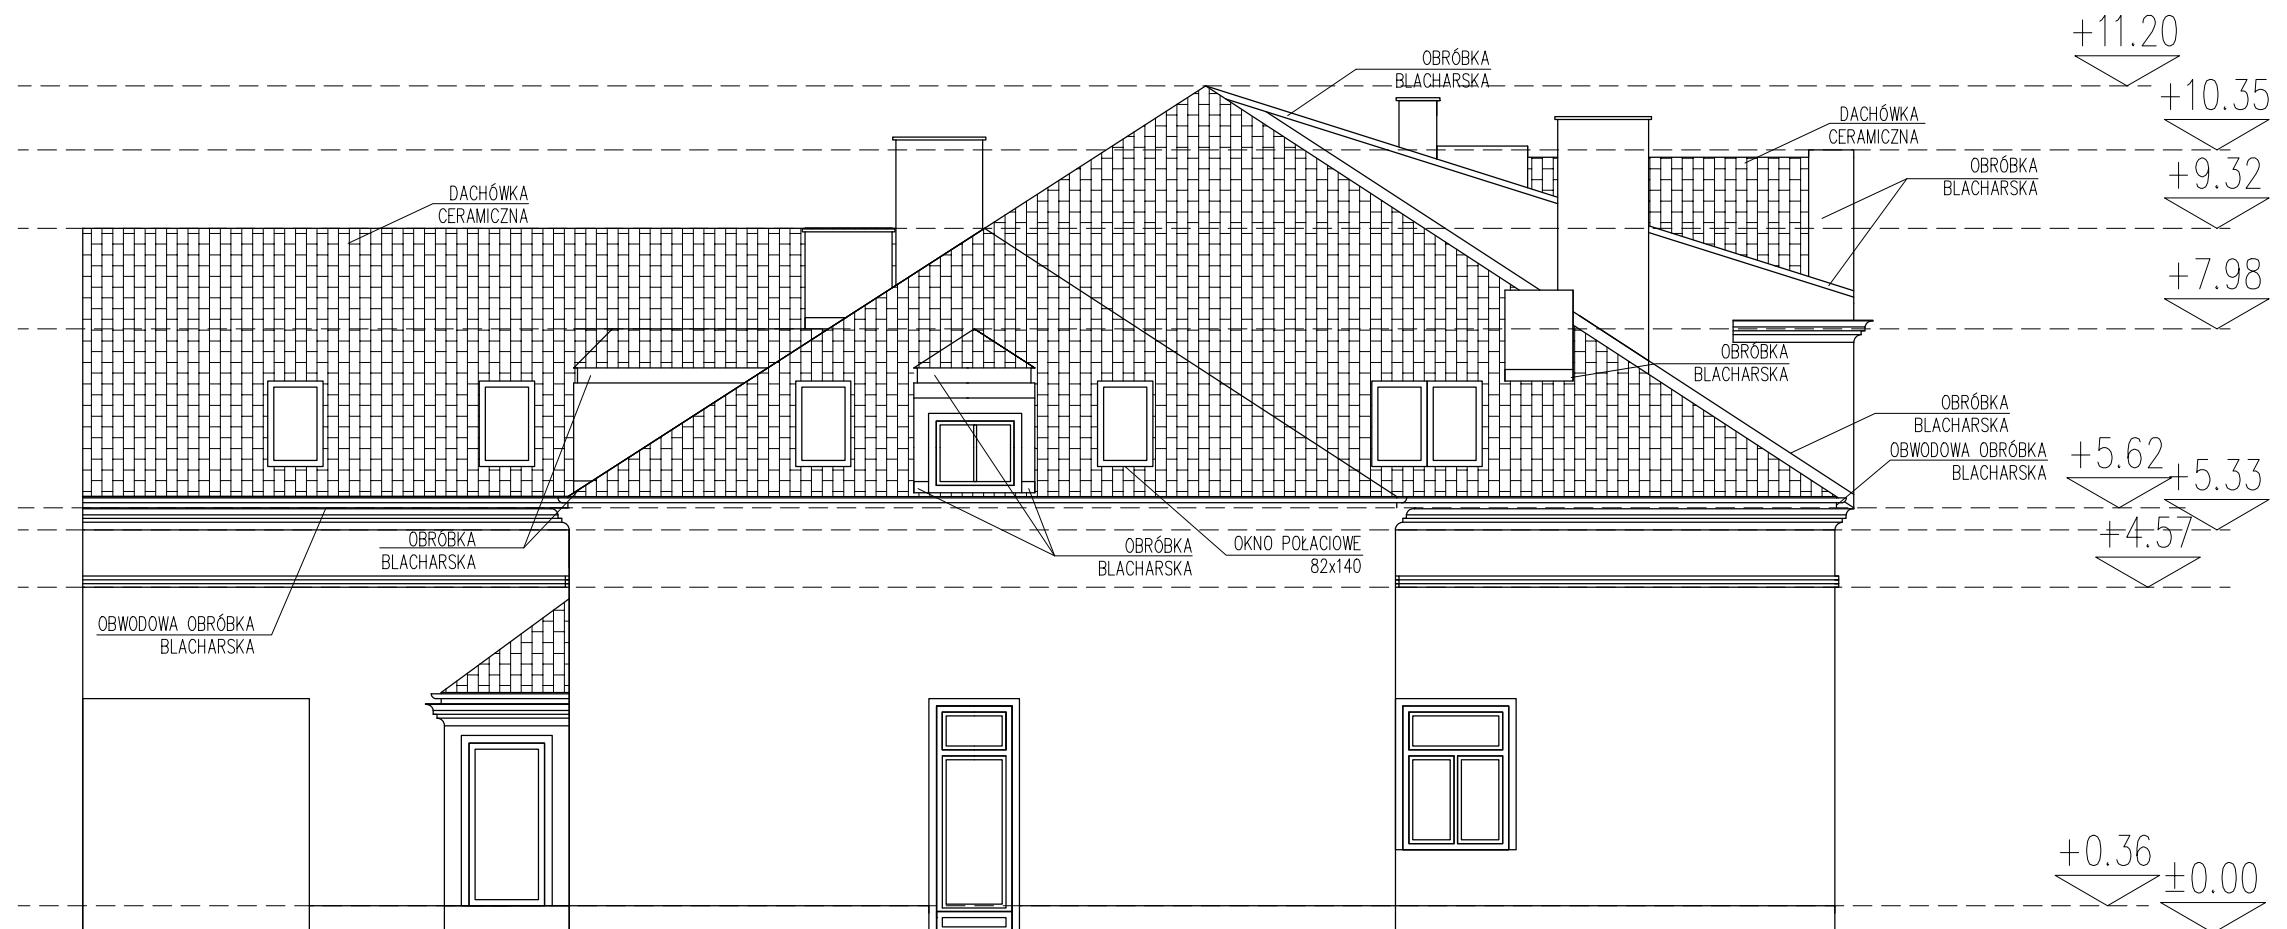 +11.20
OBRÓBKA
BLACHARSKA
+10.35
DACHÓWKA
CERAMICZNA
OBRÓBKA
BLACHARSKA
+9.32
DACHÓWKA
CERAMICZNA
+7.98
OBRÓBKA
BLACHARSKA
OBRÓBKA
BLACHARSKA
OBWODOWA OBRÓBKA
BLACHARSKA
+5.62
+5.33
+4.57
OBRÓBKA
BLACHARSKA
OBRÓBKA
BLACHARSKA
OKNO POŁACIOWE
82x140
OBWODOWA OBRÓBKA
BLACHARSKA
+0.36
±0.00